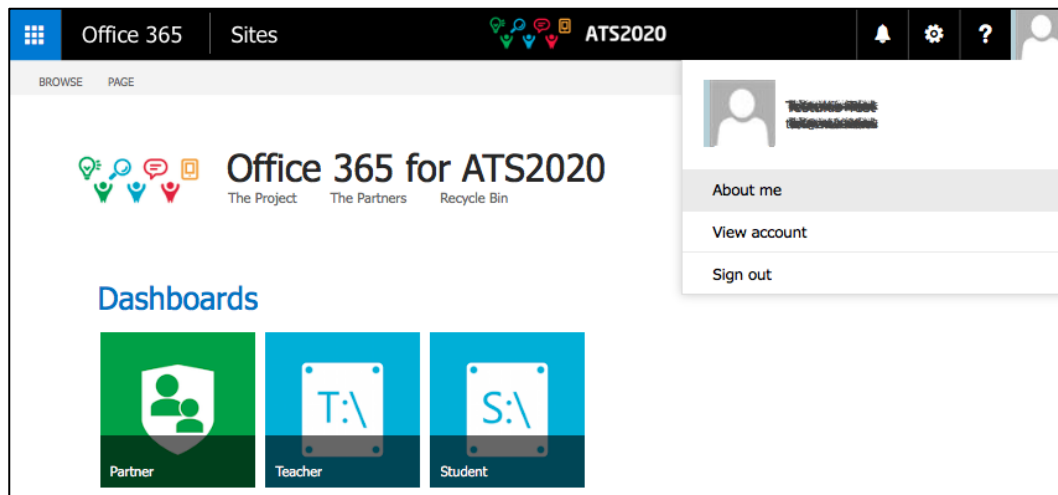 Office 365 Sites ATS2020 ?
BROWSE PAGE
Office 365 for ATS2020
The Project The Partners Recycle Bin
About me
View account
Sign out
Dashboards
T:\ S:\
Partner Teacher Student